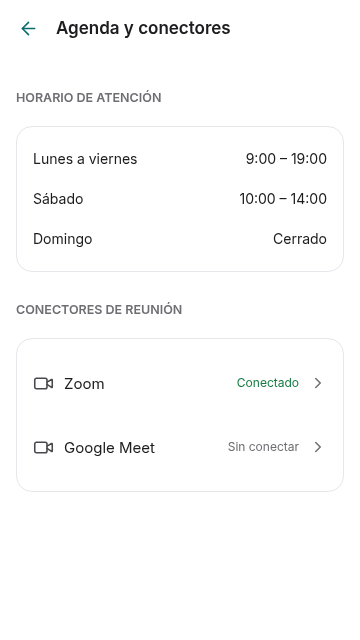 Agenda y conectores
HORARIO DE ATENCIÓN
Lunes a viernes 9:00 – 19:00
Sábado 10:00 – 14:00
Domingo Cerrado
CONECTORES DE REUNIÓN
Zoom Conectado
Google Meet Sin conectar